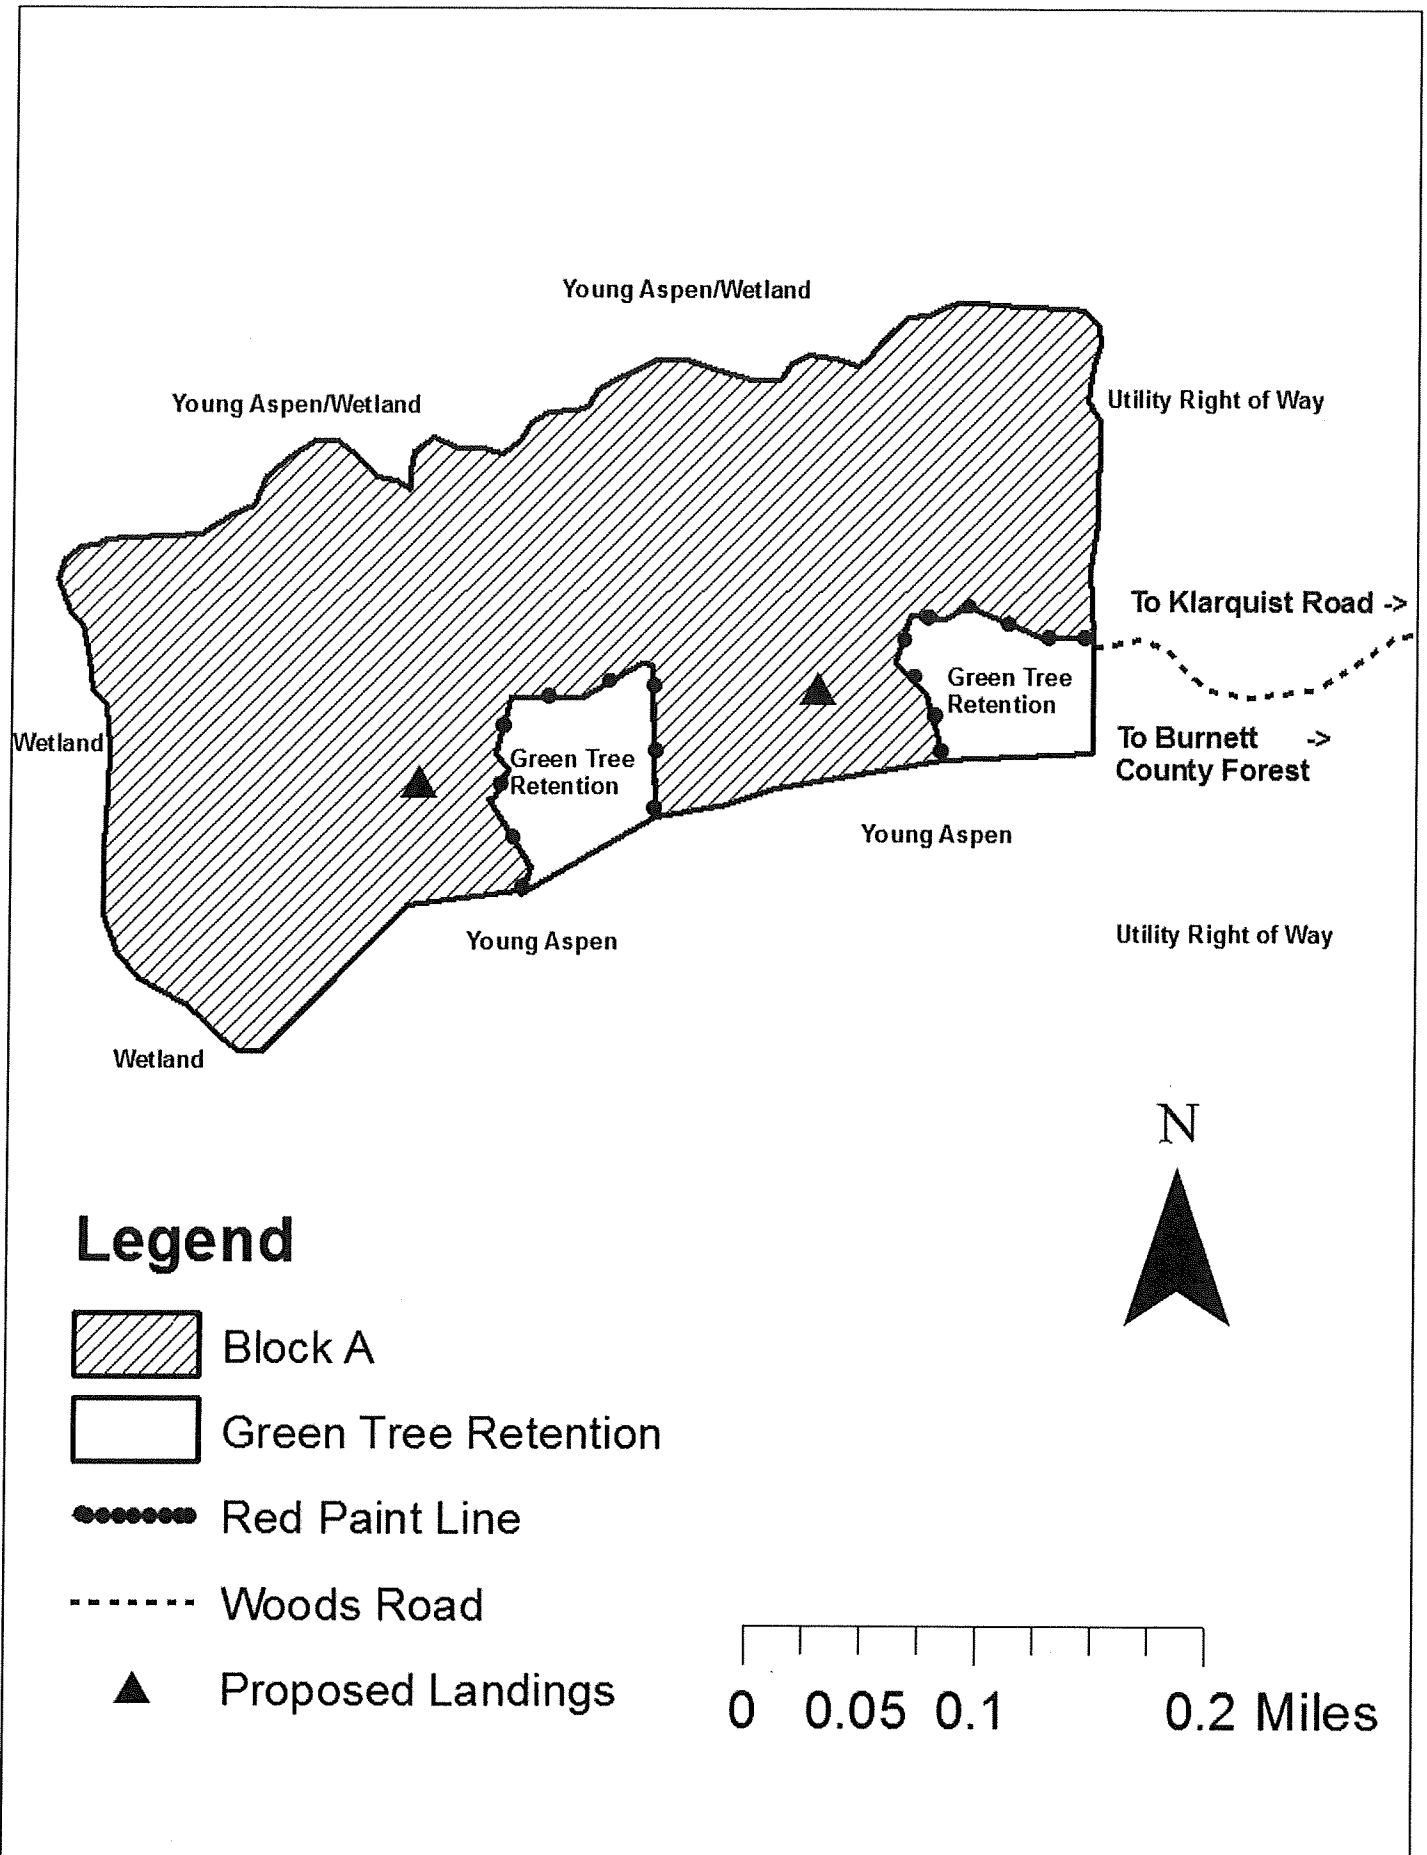 Young Aspen/Wetland
Young Aspen/Wetland
Utility Right of Way
To Klarquist Road ->
Green Tree
Retention
To Burnett ->
County Forest
Wetland
Green Tree
Retention
Young Aspen
Young Aspen
Utility Right of Way
Wetland
N
Legend
Block A
Green Tree Retention
Red Paint Line
Woods Road
Proposed Landings
0 0.05 0.1 0.2 Miles